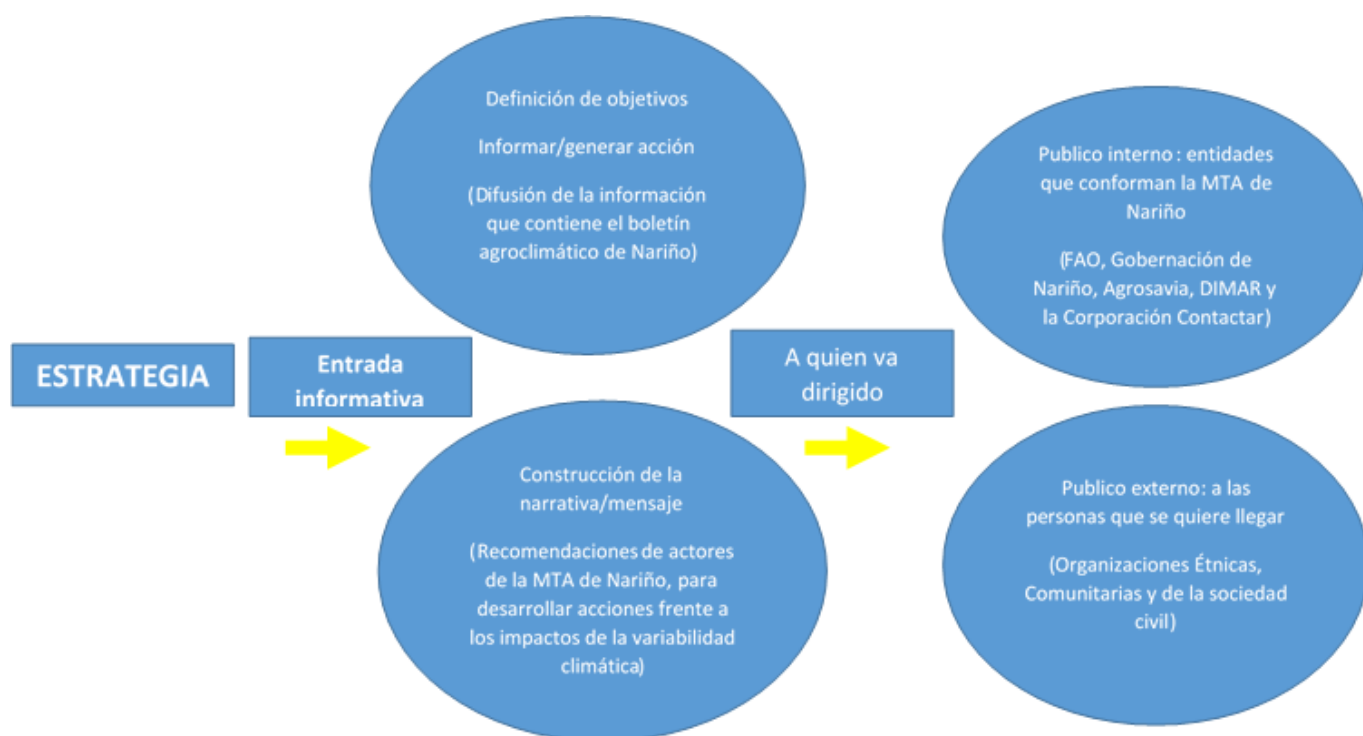 ESTRATEGIA
Entrada
informativa
Definición de objetivos
Informar/generar acción
(Difusión de la información
que contiene el boletín
agroclimático de Nariño)
Construcción de la
narrativa/mensaje
(Recomendaciones de actores
de la MTA de Nariño, para
desarrollar acciones frente a
los impactos de la variabilidad
climática)
A quien va
dirigido
Publico interno : entidades
que conforman la MTA de
Nariño
(FAO, Gobernación de
Nariño, Agrosavia, DIMAR y
la Corporación Contactar)
Publico externo: a las
personas que se quiere llegar
(Organizaciones Étnicas,
Comunitarias y de la sociedad
civil)